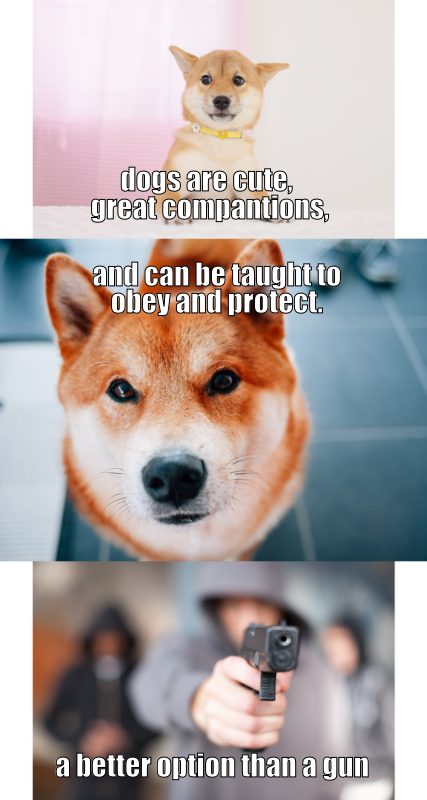 dogs are cute,
great compantions,
and can be taught to
obey and protect.
a better option than a gun